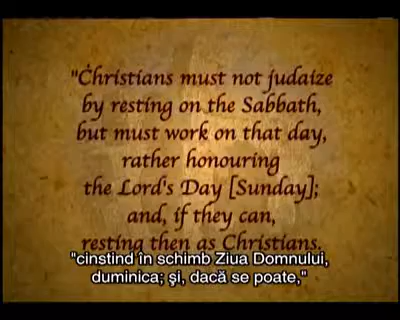 "Christians must not judaize
by resting on the Sabbath,
but must work on that day,
rather honouring
the Lord's Day [Sunday];
and, if they can,
resting then as Christians.
"cinstind în schimb Ziua Domnului,
duminica; şi, dacă se poate,"